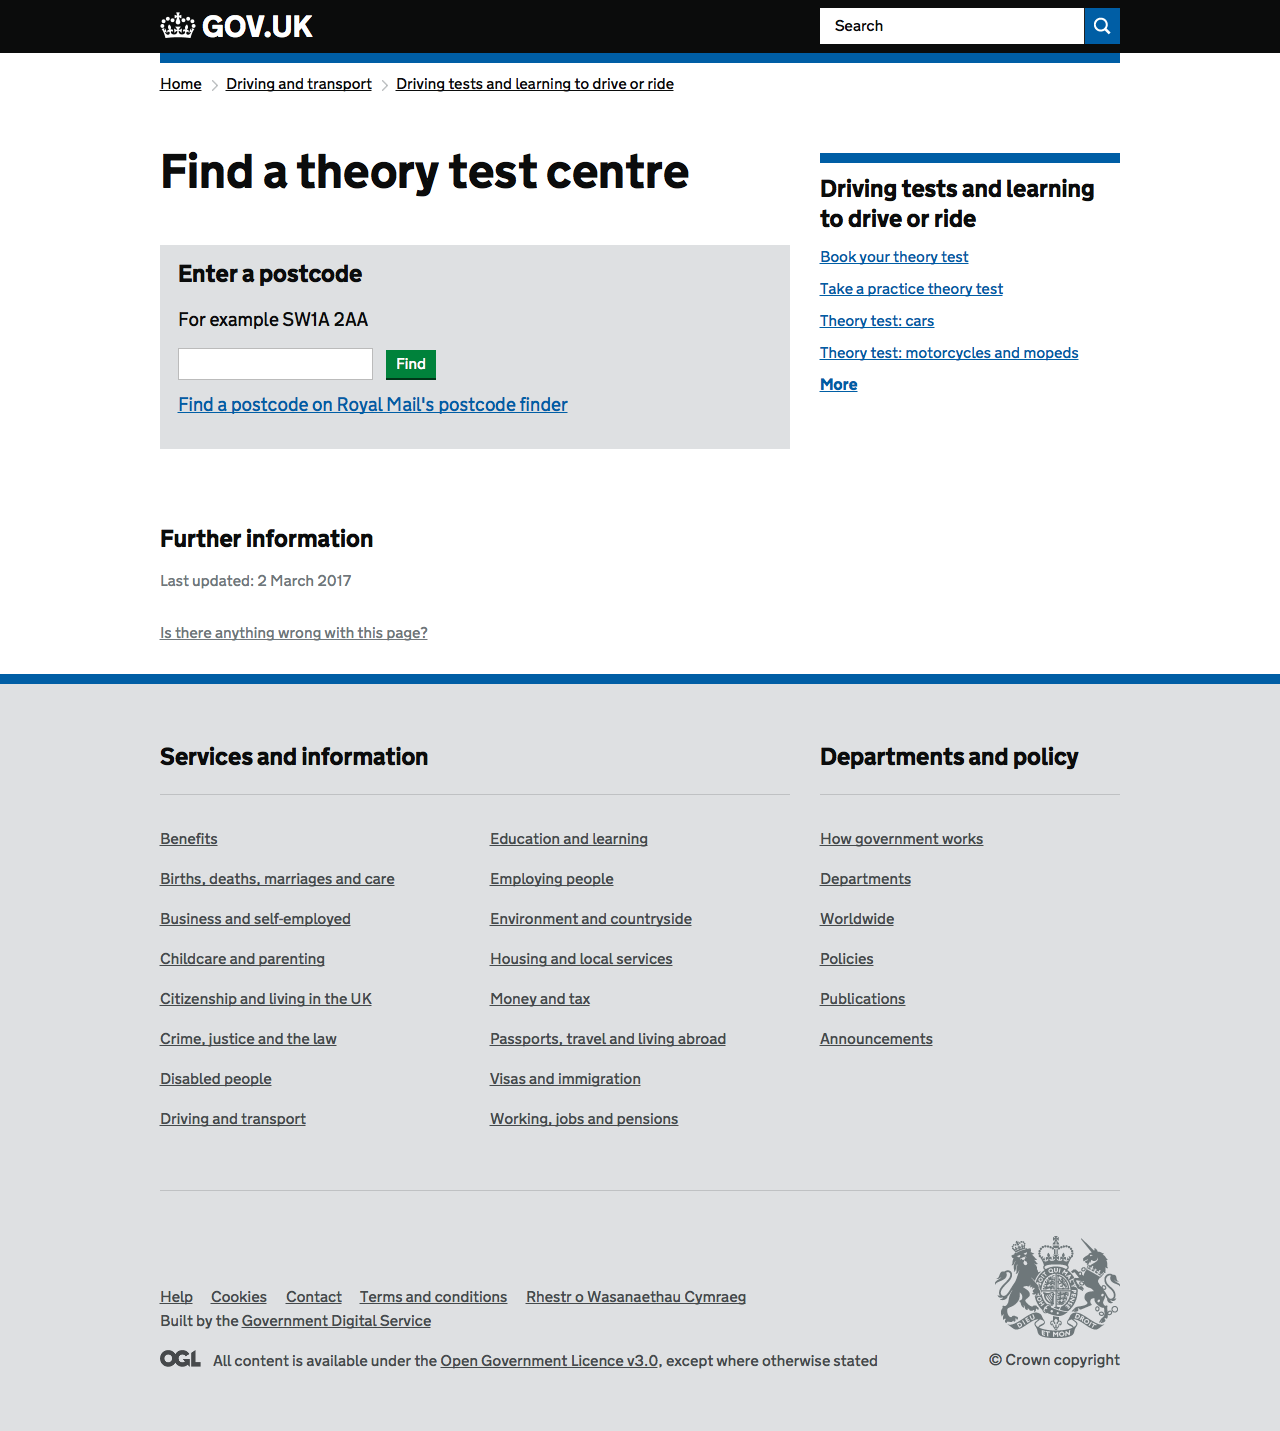 GOV.UK
Search
Home
Driving and transport
Driving tests and learning to drive or ride
Find a theory test centre
Enter a postcode
For example SW1A 2AA
Find
Find a postcode on Royal Mail's postcode finder
Driving tests and learning
to drive or ride
Book your theory test
Take a practice theory test
Theory test: cars
Theory test: motorcycles and mopeds
More
Further information
Last updated: 2 March 2017
Is there anything wrong with this page?
Services and information
Benefits
Births, deaths, marriages and care
Business and self-employed
Childcare and parenting
Citizenship and living in the UK
Crime, justice and the law
Disabled people
Driving and transport
Education and learning
Employing people
Environment and countryside
Housing and local services
Money and tax
Passports, travel and living abroad
Visas and immigration
Working, jobs and pensions
Departments and policy
How government works
Departments
Worldwide
Policies
Publications
Announcements
Help
Cookies
Contact
Terms and conditions
Rhestr o Wasanaethau Cymraeg
Built by the Government Digital Service
OGL
All content is available under the Open Government Licence v3.0, except where otherwise stated
DIEU ET MON DROIT
© Crown copyright